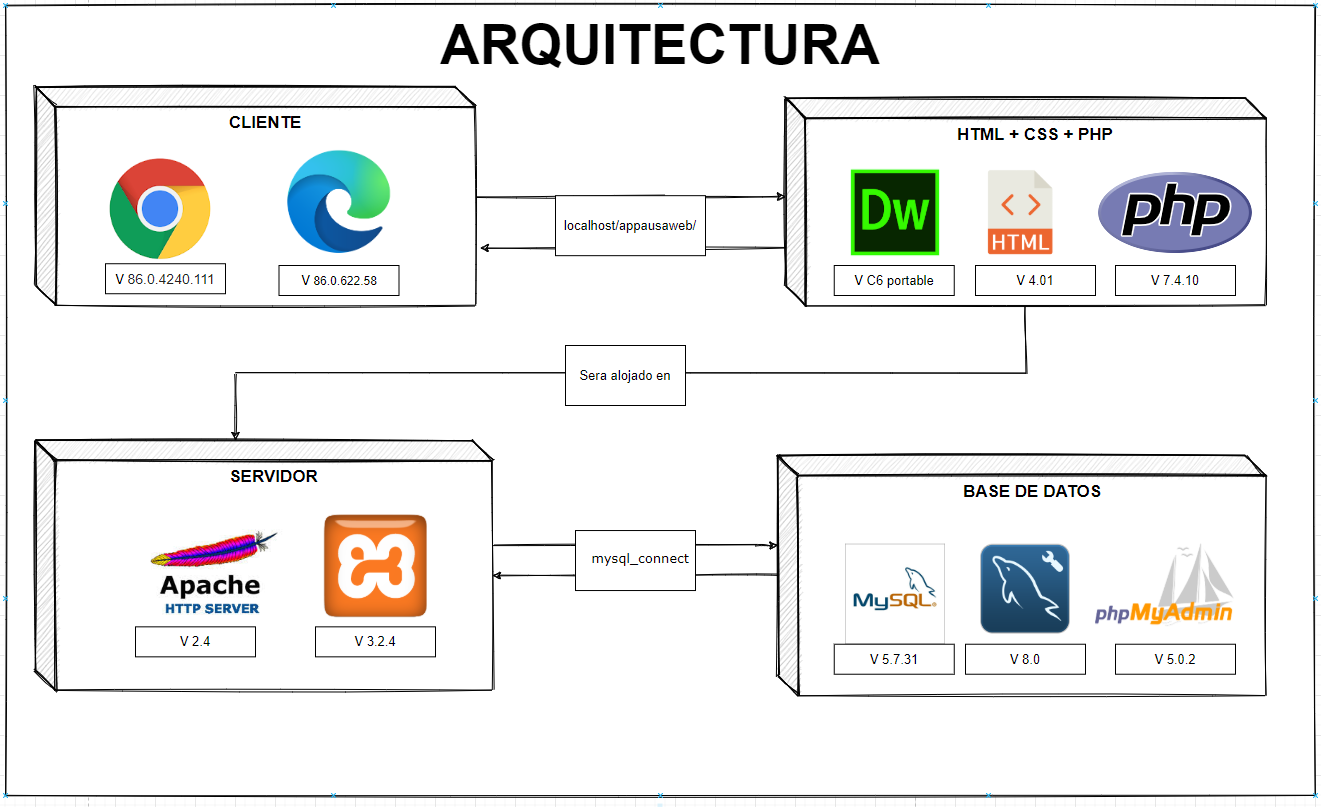 ARQUITECTURA
CLIENTE
V 86.0.4240.111
V 86.0.622.58
localhost/appausaweb/
HTML + CSS + PHP
Dw
HTML
php
V C6 portable
V 4.01
V 7.4.10
Sera alojado en
SERVIDOR
Apache
HTTP SERVER
V 2.4
V 3.2.4
mysql_connect
BASE DE DATOS
MySQL®
phpMyAdmin
V 5.7.31
V 8.0
V 5.0.2